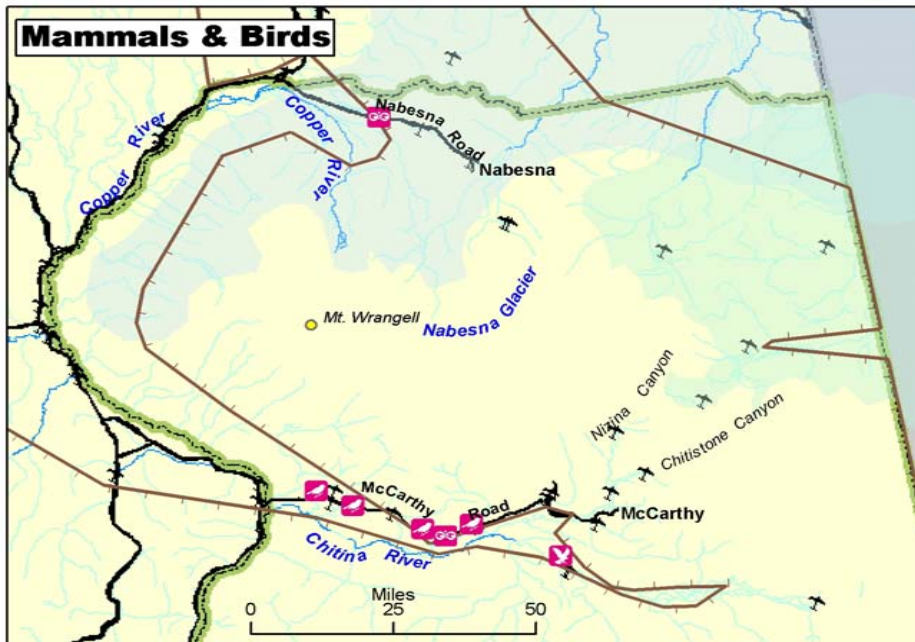 Mammals & Birds
Copper River
Copper River
Nabesna Road
Nabesna
Mt. Wrangell
Nabesna Glacier
Nizina Canyon
Chitistone Canyon
McCarthy Road
McCarthy
Chitina River
Miles
0 25 50